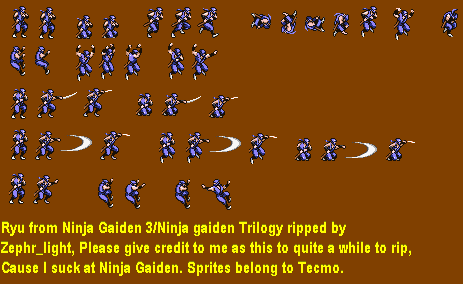 Ryu from Ninja Gaiden 3/Ninja gaiden Trilogy ripped by
Zephr_light, Please give credit to me as this to quite a while to rip,
Cause I suck at Ninja Gaiden. Sprites belong to Tecmo.